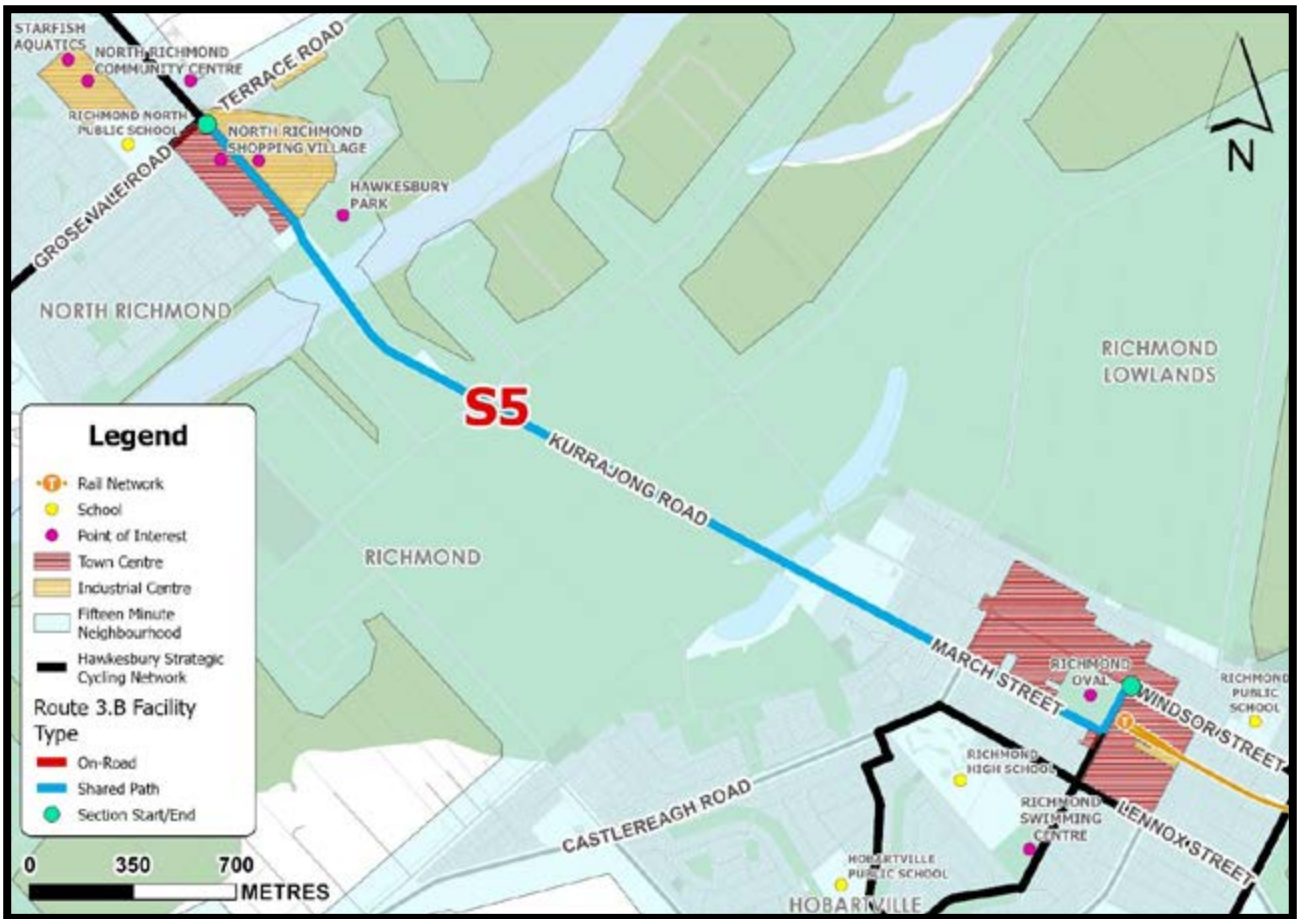 STARFISH
AQUATICS
NORTH RICHMOND
COMMUNITY CENTRE
TERRACE ROAD
RICHMOND NORTH
PUBLIC SCHOOL
NORTH RICHMOND
SHOPPING VILLAGE
GROSE VALE ROAD
HAWKESBURY
PARK
N
NORTH RICHMOND
RICHMOND
LOWLANDS
S5
KURRAJONG ROAD
RICHMOND
MARCH STREET
RICHMOND
OVAL
WINDSOR STREET
RICHMOND
PUBLIC
SCHOOL
RICHMOND
HIGH SCHOOL
CASTLEREAGH ROAD
RICHMOND
SWIMMING
CENTRE
LENNOX STREET
HOBARTVILLE
PUBLIC SCHOOL
HOBARTVILLE
Legend
T Rail Network
School
Point of Interest
Town Centre
Industrial Centre
Fifteen Minute
Neighbourhood
Hawkesbury Strategic
Cycling Network
Route 3.B Facility
Type
On-Road
Shared Path
Section Start/End
0 350 700
METRES
T